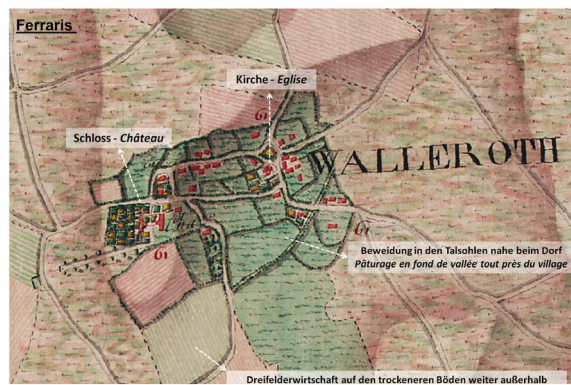 Ferraris
Kirche - Eglise
61
Schloss - Château
WALLEROTH
61
61
Beweidung in den Talsohlen nahe beim Dorf
Pâturage en fond de vallée tout près du village
Dreifelderwirtschaft auf den trockeneren Böden weiter außerhalb